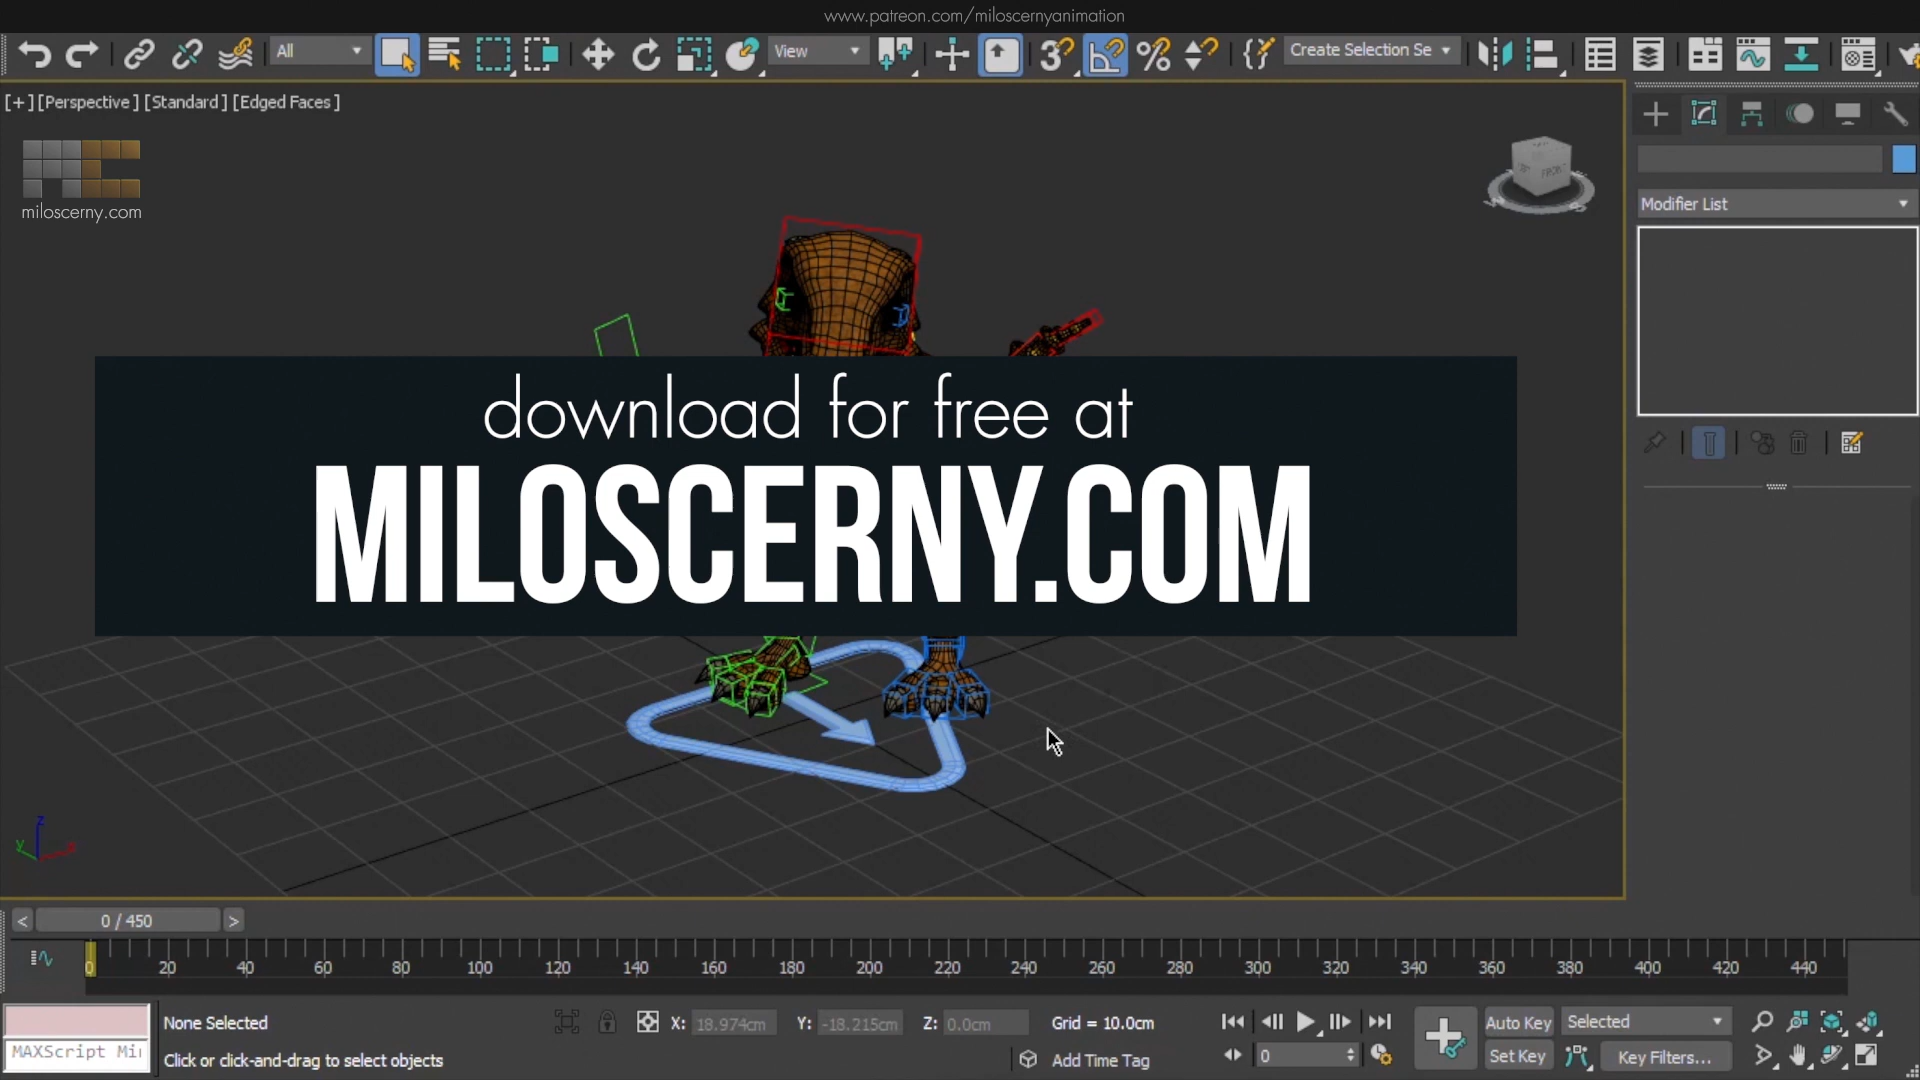 www.patreon.com/miloscernyanimation
All
View
3
Create Selection Se
[+] [Perspective] [Standard] [Edged Faces]
miloscerny.com
FRONT
Modifier List
download for free at
MILOSCERNY.COM
z
y
x
< 0 / 450 >
0 20 40 60 80 100 120 140 160 180 200 220 240 260 280 300 320 340 360 380 400 420 440
None Selected
X: 18.974cm Y: -18.215cm Z: 0.0cm
Grid = 10.0cm
Auto Key
Selected
MAXScript Mi
Click or click-and-drag to select objects
Add Time Tag
0
Set Key
Key Filters...